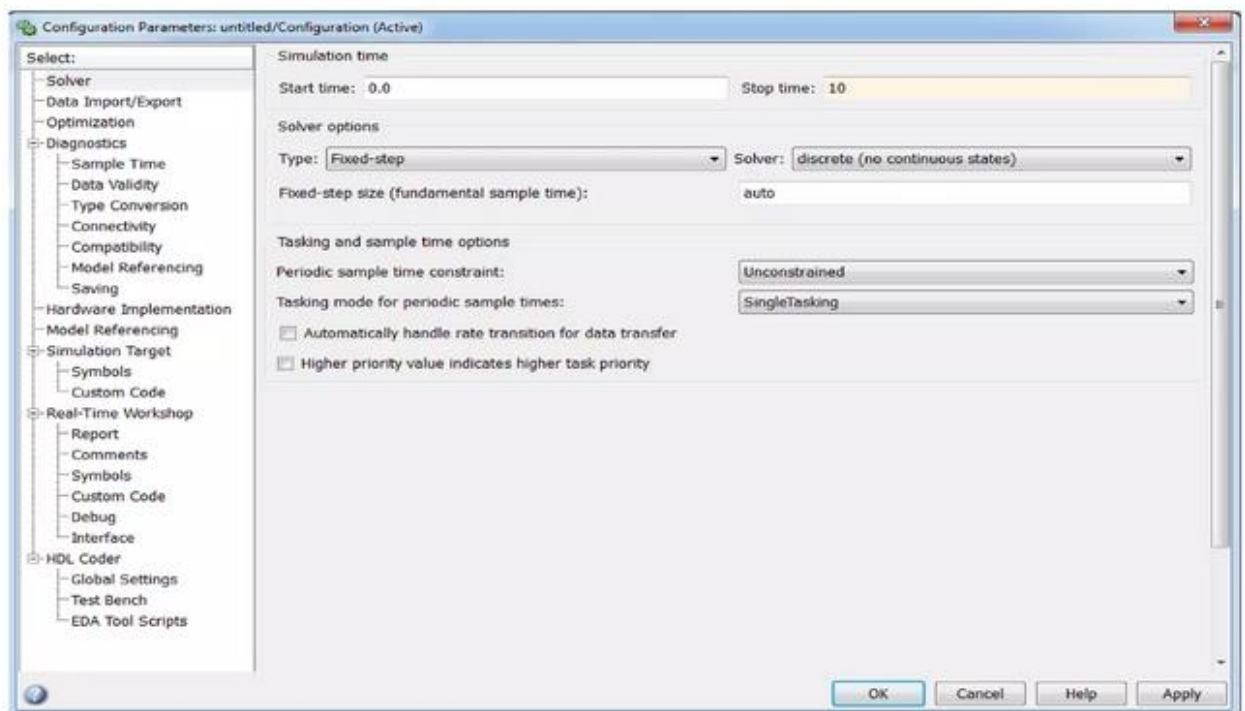 Configuration Parameters: untitled/Configuration (Active)
Select:
Solver
Data Import/Export
Optimization
Diagnostics
Sample Time
Data Validity
Type Conversion
Connectivity
Compatibility
Model Referencing
Saving
Hardware Implementation
Model Referencing
Simulation Target
Symbols
Custom Code
Real-Time Workshop
Report
Comments
Symbols
Custom Code
Debug
Interface
HDL Coder
Global Settings
Test Bench
EDA Tool Scripts
Simulation time
Start time: 0.0 Stop time: 10
Solver options
Type: Fixed-step Solver: discrete (no continuous states)
Fixed-step size (fundamental sample time): auto
Tasking and sample time options
Periodic sample time constraint: Unconstrained
Tasking mode for periodic sample times: SingleTasking
Automatically handle rate transition for data transfer
Higher priority value indicates higher task priority
OK Cancel Help Apply